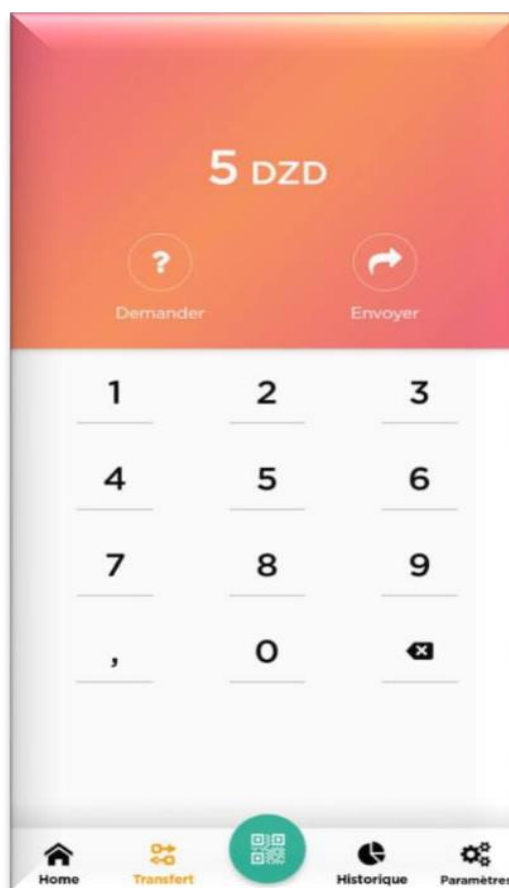 5 DZD
?
Demander Envoyer
1 2 3
4 5 6
7 8 9
, 0
Home Transfert Historique Paramètres